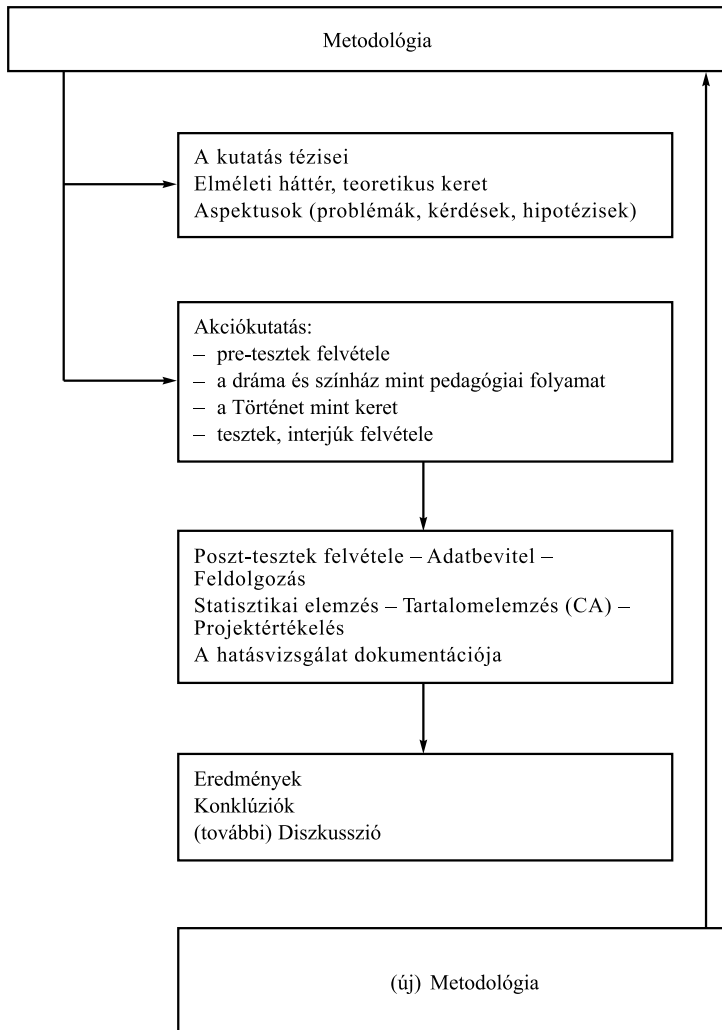 Metodológia
A kutatás tézisei
Elméleti háttér, teoretikus keret
Aspektusok (problémák, kérdések, hipotézisek)
Akciókutatás:
– pre-tesztek felvétele
– a dráma és színház mint pedagógiai folyamat
– a Történet mint keret
– tesztek, interjúk felvétele
Poszt-tesztek felvétele – Adatbevitel –
Feldolgozás
Statisztikai elemzés – Tartalomelemzés (CA) –
Projektértékelés
A hatásvizsgálat dokumentációja
Eredmények
Konklúziók
(további) Diszkusszió
(új) Metodológia